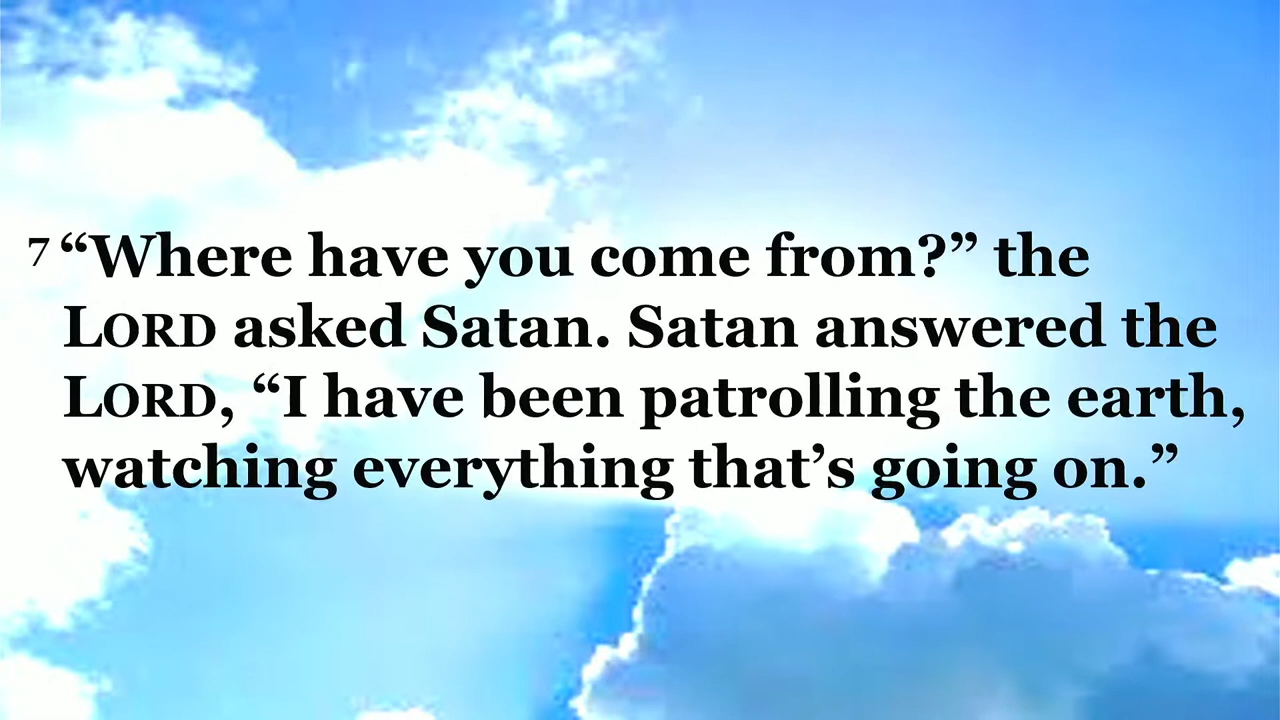 7 “Where have you come from?” the
LORD asked Satan. Satan answered the
LORD, “I have been patrolling the earth,
watching everything that’s going on.”